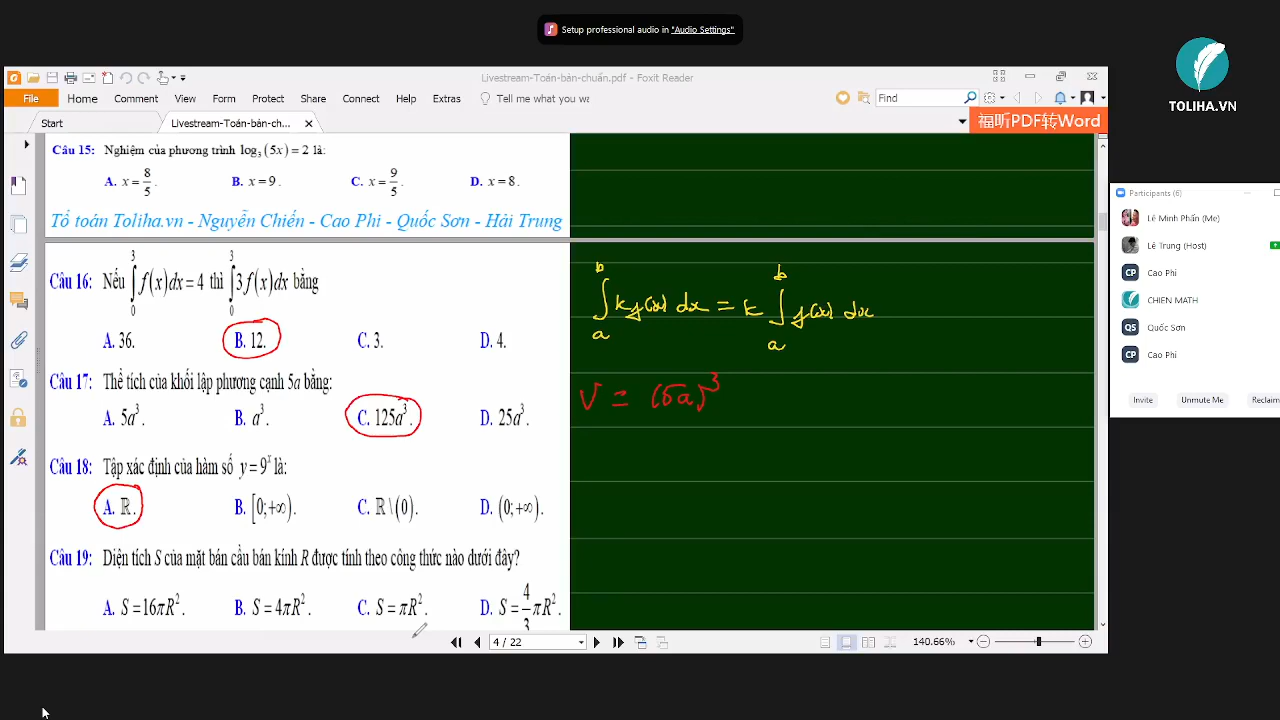 Setup professional audio in "Audio Settings"
TOLIHA.VN
Livestream-Toán-bán-chuẩn.pdf - Foxit Reader
File Home Comment View Form Protect Share Connect Help Extras Tell me what you wa Find
Start Livestream-Toán-bán-ch...
福昕PDF转Word
Câu 15: Nghiệm của phương trình log₃(5x) = 2 là:
A. x = 8/5. B. x = 9. C. x = 9/5. D. x = 8.
Tổ toán Toliha.vn - Nguyễn Chiến - Cao Phi - Quốc Sơn - Hải Trung
Câu 16: Nếu ∫₀³ f(x)dx = 4 thì ∫₀³ 3f(x)dx bằng
A. 36. B. 12. C. 3. D. 4.
∫ₐᵇ kf(x) dx = k ∫ₐᵇ f(x) dx
Câu 17: Thể tích của khối lập phương cạnh 5a bằng:
A. 5a³. B. a³. C. 125a³. D. 25a³.
V = (5a)³
Câu 18: Tập xác định của hàm số y = 9ˣ là:
A. ℝ. B. [0;+∞). C. ℝ\(0). D. (0;+∞).
Câu 19: Diện tích S của mặt bán cầu bán kính R được tính theo công thức nào dưới đây?
A. S = 16πR². B. S = 4πR². C. S = πR². D. S = 4/3 πR².
4 / 22
140.66%
Participants (6)
Lê Minh Phấn (Me)
Lê Trung (Host)
CP Cao Phi
CHIEN MATH
QS Quốc Sơn
CP Cao Phi
Invite Unmute Me Reclaim